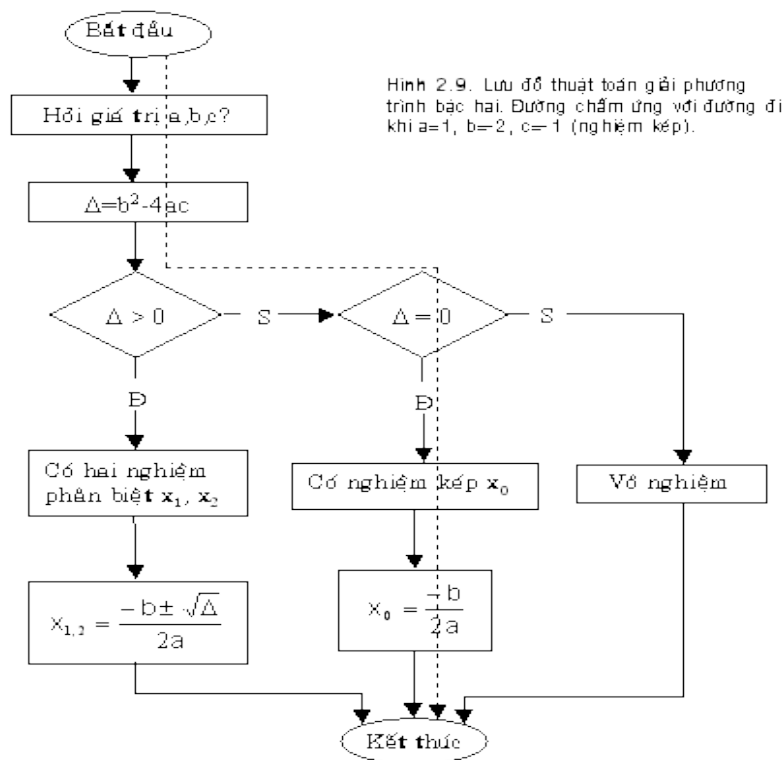 Bắt đầu
Hình 2.9. Lưu đồ thuật toán giải phương
trình bậc hai. Đường chấm ứng với đường đi
khi a=1, b=-2, c=-1 (nghiệm kép).
Hỏi giá trị a,b,c?
Δ=b²-4ac
Δ > 0
S
Δ = 0
S
Đ
Đ
Có hai nghiệm
phân biệt x₁, x₂
Có nghiệm kép x₀
Vô nghiệm
x₁,₂ = (-b ± √Δ) / 2a
x₀ = -b / 2a
Kết thúc